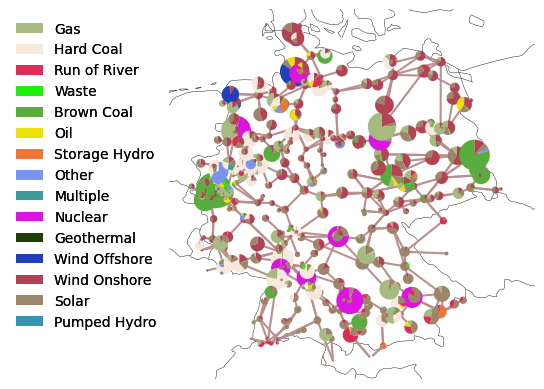 Gas
Hard Coal
Run of River
Waste
Brown Coal
Oil
Storage Hydro
Other
Multiple
Nuclear
Geothermal
Wind Offshore
Wind Onshore
Solar
Pumped Hydro